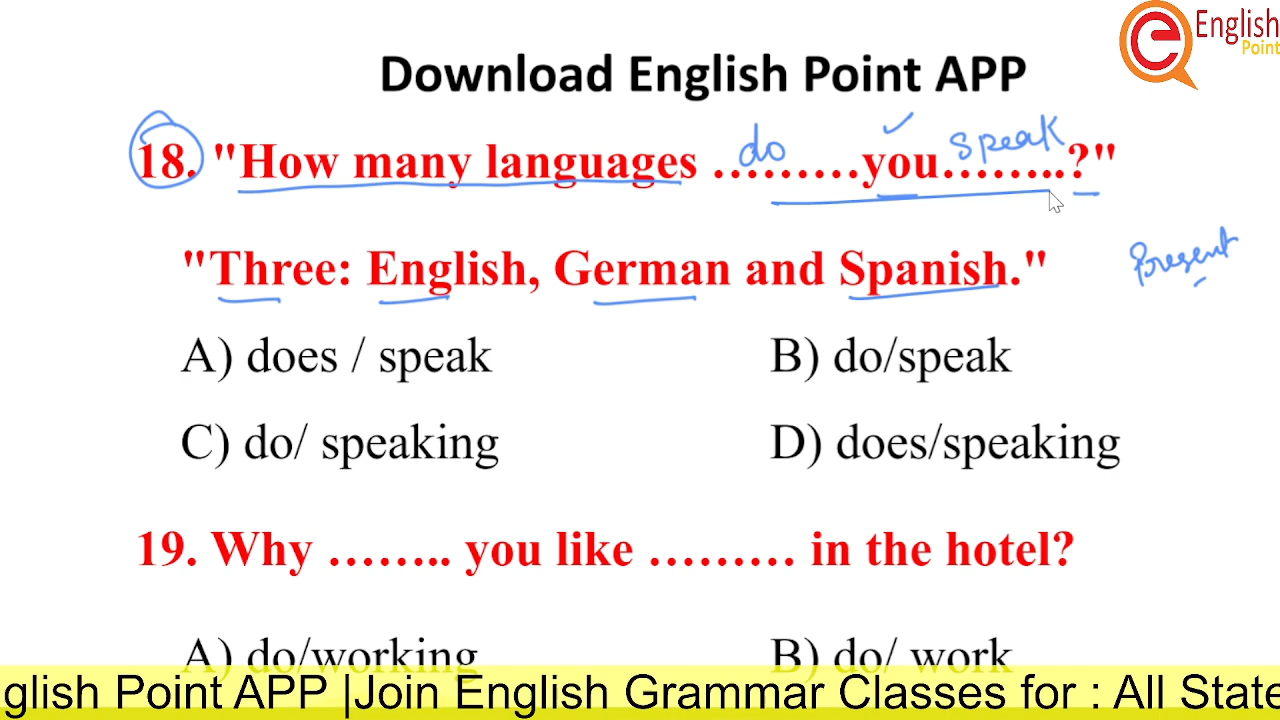 English
Point
Download English Point APP
do speak
18. "How many languages ………you……..?"
"Three: English, German and Spanish."
Present
A) does / speak
B) do/speak
C) do/ speaking
D) does/speaking
19. Why …….. you like ……… in the hotel?
A) do/working
B) do/ work
glish Point APP |Join English Grammar Classes for : All State